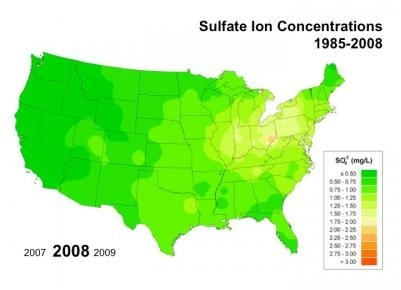 Sulfate Ion Concentrations
1985-2008
SO₄²⁻ (mg/L)
≤ 0.50
0.50 - 0.75
0.75 - 1.00
1.00 - 1.25
1.25 - 1.50
1.50 - 1.75
1.75 - 2.00
2.00 - 2.25
2.25 - 2.50
2.50 - 2.75
2.75 - 3.00
> 3.00
2007 2008 2009